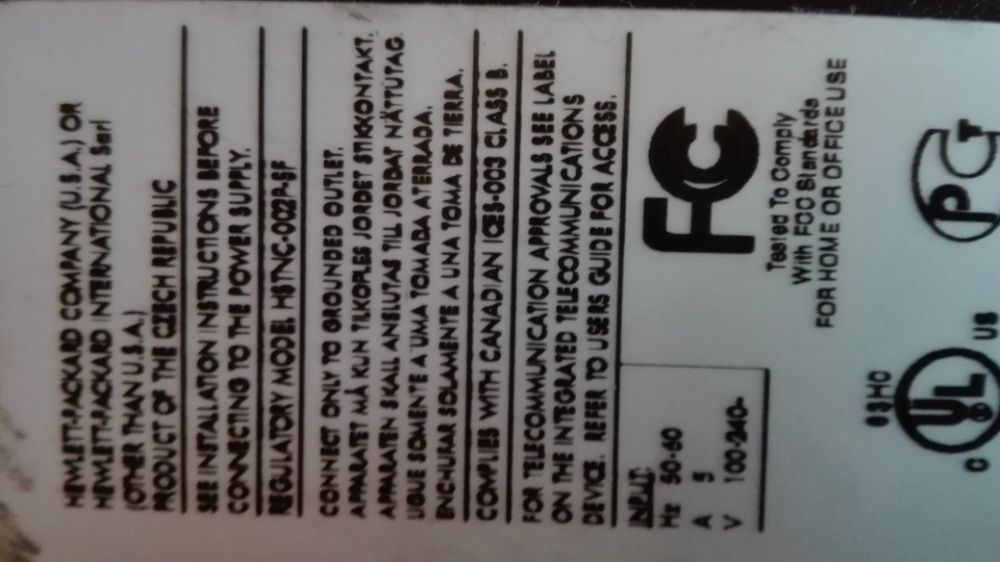 HEWLETT-PACKARD COMPANY (U.S.A.) OR
HEWLETT-PACKARD INTERNATIONAL Sarl
(OTHER THAN U.S.A.)
PRODUCT OF THE CZECH REPUBLIC
SEE INSTALLATION INSTRUCTIONS BEFORE
CONNECTING TO THE POWER SUPPLY.
REGULATORY MODEL HSTNC-002P-SF
CONNECT ONLY TO GROUNDED OUTLET.
APPARATET MÅ KUN TILKOPLES JORDET STIKKONTAKT.
APPARATEN SKALL ANSLUTAS TILL JORDAT NÄTTUTAG.
LIGUE SOMENTE A UMA TOMADA ATERRADA.
ENCHUFAR SOLAMENTE A UNA TOMA DE TIERRA.
COMPLIES WITH CANADIAN ICES-003 CLASS B.
FOR TELECOMMUNICATION APPROVALS SEE LABEL
ON THE INTEGRATED TELECOMMUNICATIONS
DEVICE. REFER TO USERS GUIDE FOR ACCESS.
INPUT:
Hz 50-60
A 5
V 100-240~
FC
Tested To Comply
With FCC Standards
FOR HOME OR OFFICE USE
PG
93HO
C UL US